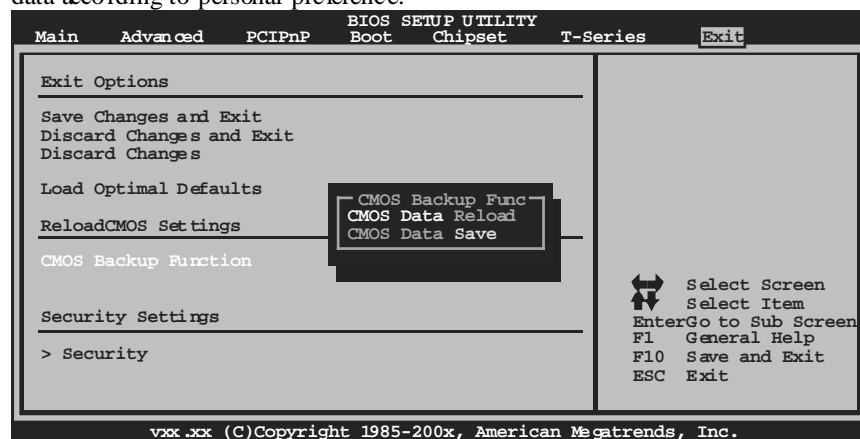 data according to personal preference.
BIOS SETUP UTILITY
Main Advanced PCIPnP Boot Chipset T-Series Exit
Exit Options
Save Changes and Exit
Discard Changes and Exit
Discard Changes
Load Optimal Defaults
ReloadCMOS Settings
CMOS Backup Function
CMOS Backup Func
CMOS Data Reload
CMOS Data Save
Security Settings
> Security
Select Screen
Select Item
EnterGo to Sub Screen
F1 General Help
F10 Save and Exit
ESC Exit
vxx.xx (C)Copyright 1985-200x, American Megatrends, Inc.